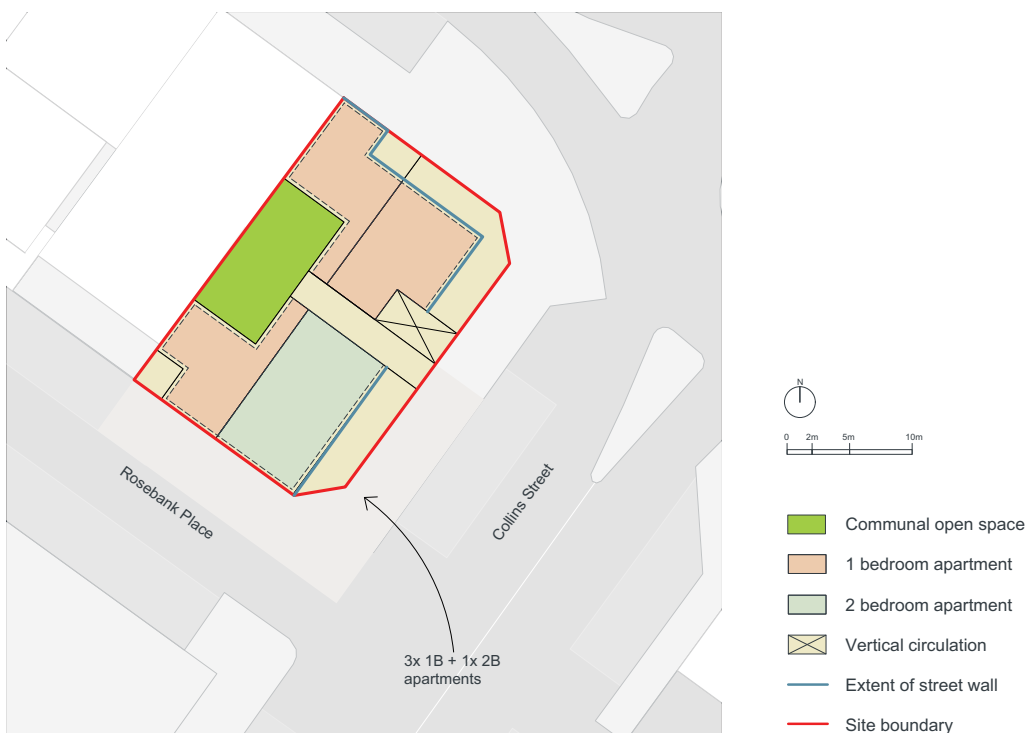 Rosebank Place
Collins Street
3x 1B + 1x 2B
apartments
N
0 2m 5m 10m
Communal open space
1 bedroom apartment
2 bedroom apartment
Vertical circulation
Extent of street wall
Site boundary